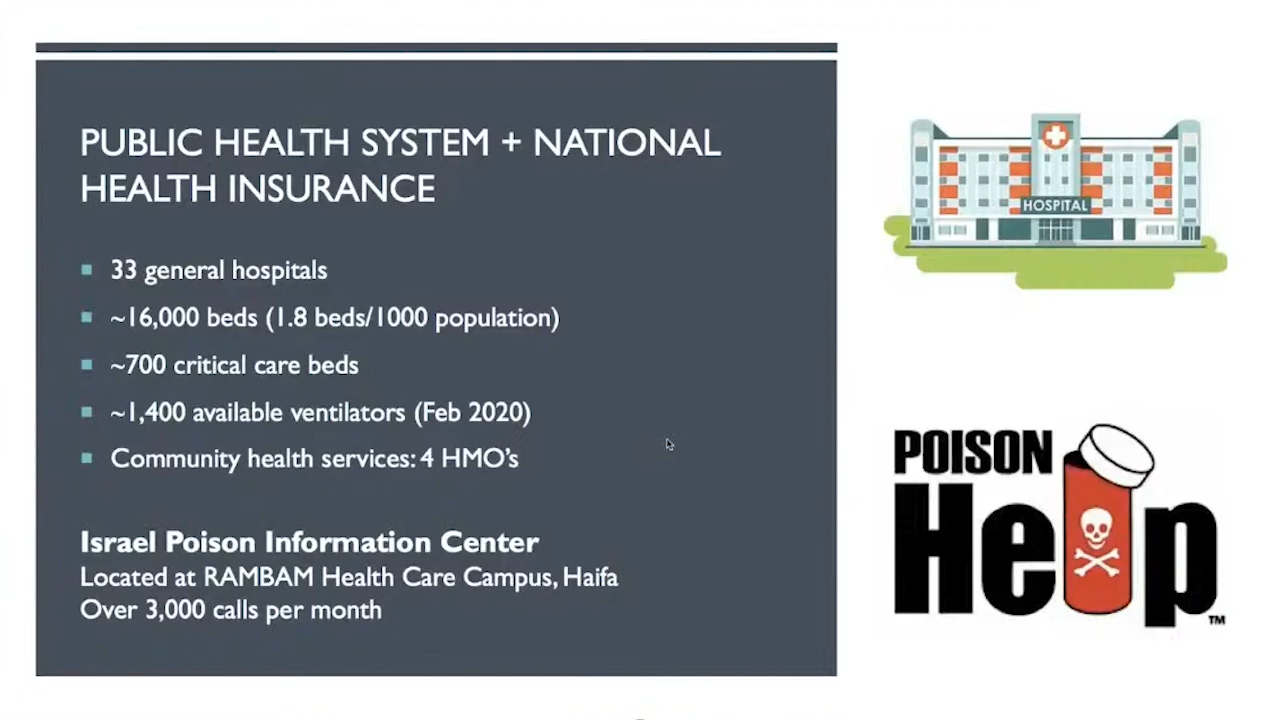 PUBLIC HEALTH SYSTEM + NATIONAL
HEALTH INSURANCE
33 general hospitals
~16,000 beds (1.8 beds/1000 population)
~700 critical care beds
~1,400 available ventilators (Feb 2020)
Community health services: 4 HMO's
Israel Poison Information Center
Located at RAMBAM Health Care Campus, Haifa
Over 3,000 calls per month
HOSPITAL
POISON
Help
TM